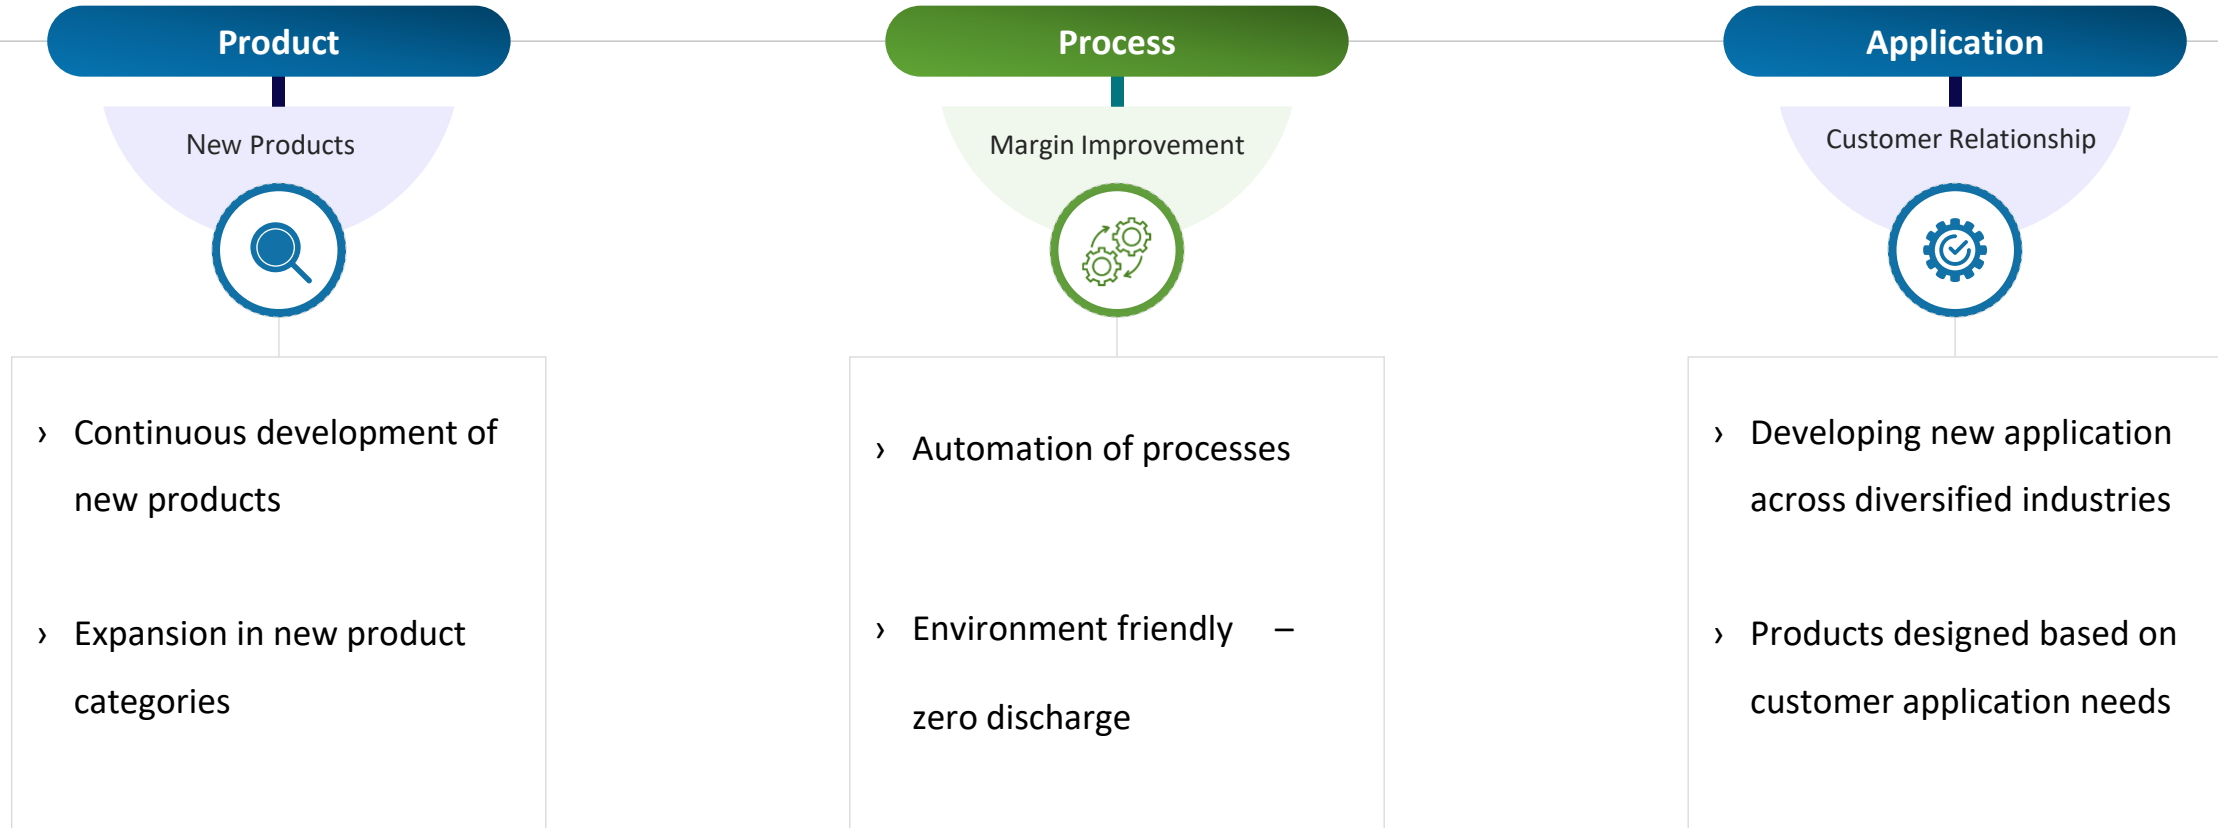 Product
New Products
› Continuous development of
new products
› Expansion in new product
categories
Process
Margin Improvement
› Automation of processes
› Environment friendly –
zero discharge
Application
Customer Relationship
› Developing new application
across diversified industries
› Products designed based on
customer application needs